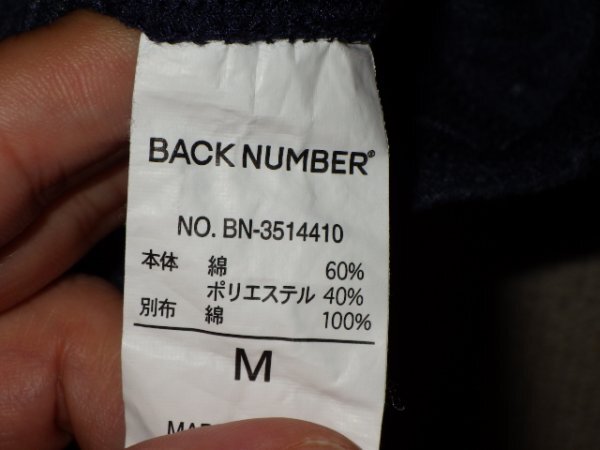 BACK NUMBER®
NO. BN-3514410
本体 綿 60%
ポリエステル 40%
別布 綿 100%
M